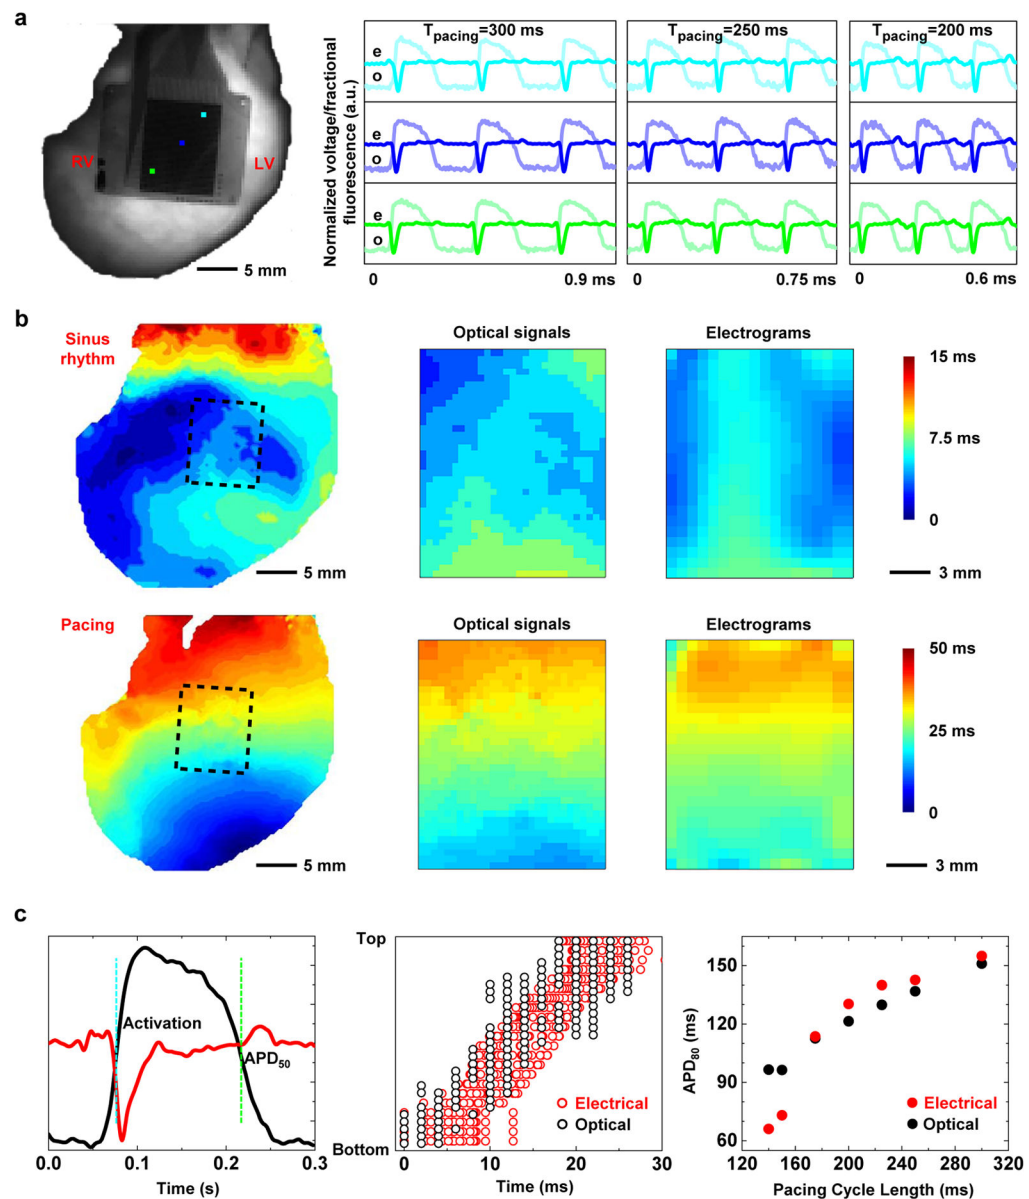 a
RV
LV
5 mm
Normalized voltage/fractional
fluorescence (a.u.)
T_pacing=300 ms
T_pacing=250 ms
T_pacing=200 ms
e
o
e
o
e
o
0
0.9 ms
0
0.75 ms
0
0.6 ms
b
Sinus
rhythm
5 mm
Optical signals
Electrograms
15 ms
7.5 ms
0
3 mm
Pacing
5 mm
Optical signals
Electrograms
50 ms
25 ms
0
3 mm
c
Activation
APD50
0.0 0.1 0.2 0.3
Time (s)
Top
Bottom
Electrical
Optical
0 10 20 30
Time (ms)
APD80 (ms)
150
120
90
60
Electrical
Optical
120 160 200 240 280 320
Pacing Cycle Length (ms)